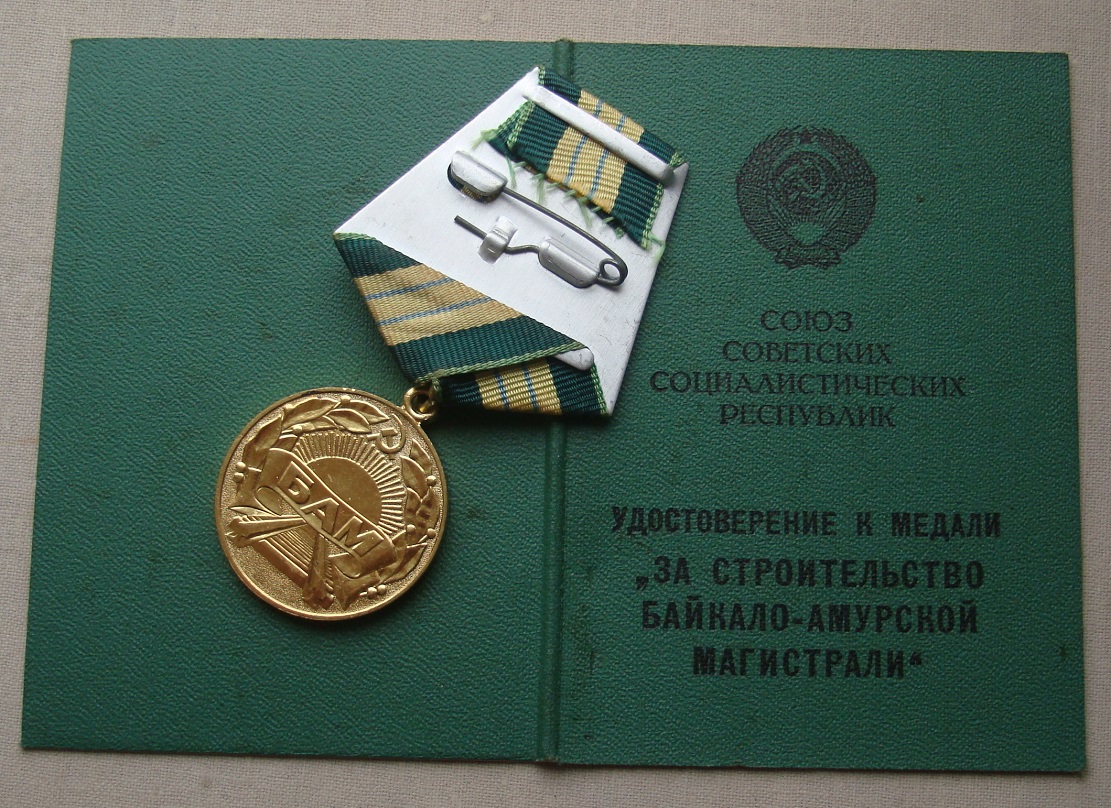 БАМ
СОЮЗ
СОВЕТСКИХ
СОЦИАЛИСТИЧЕСКИХ
РЕСПУБЛИК
УДОСТОВЕРЕНИЕ К МЕДАЛИ
„ЗА СТРОИТЕЛЬСТВО
БАЙКАЛО-АМУРСКОЙ
МАГИСТРАЛИ“